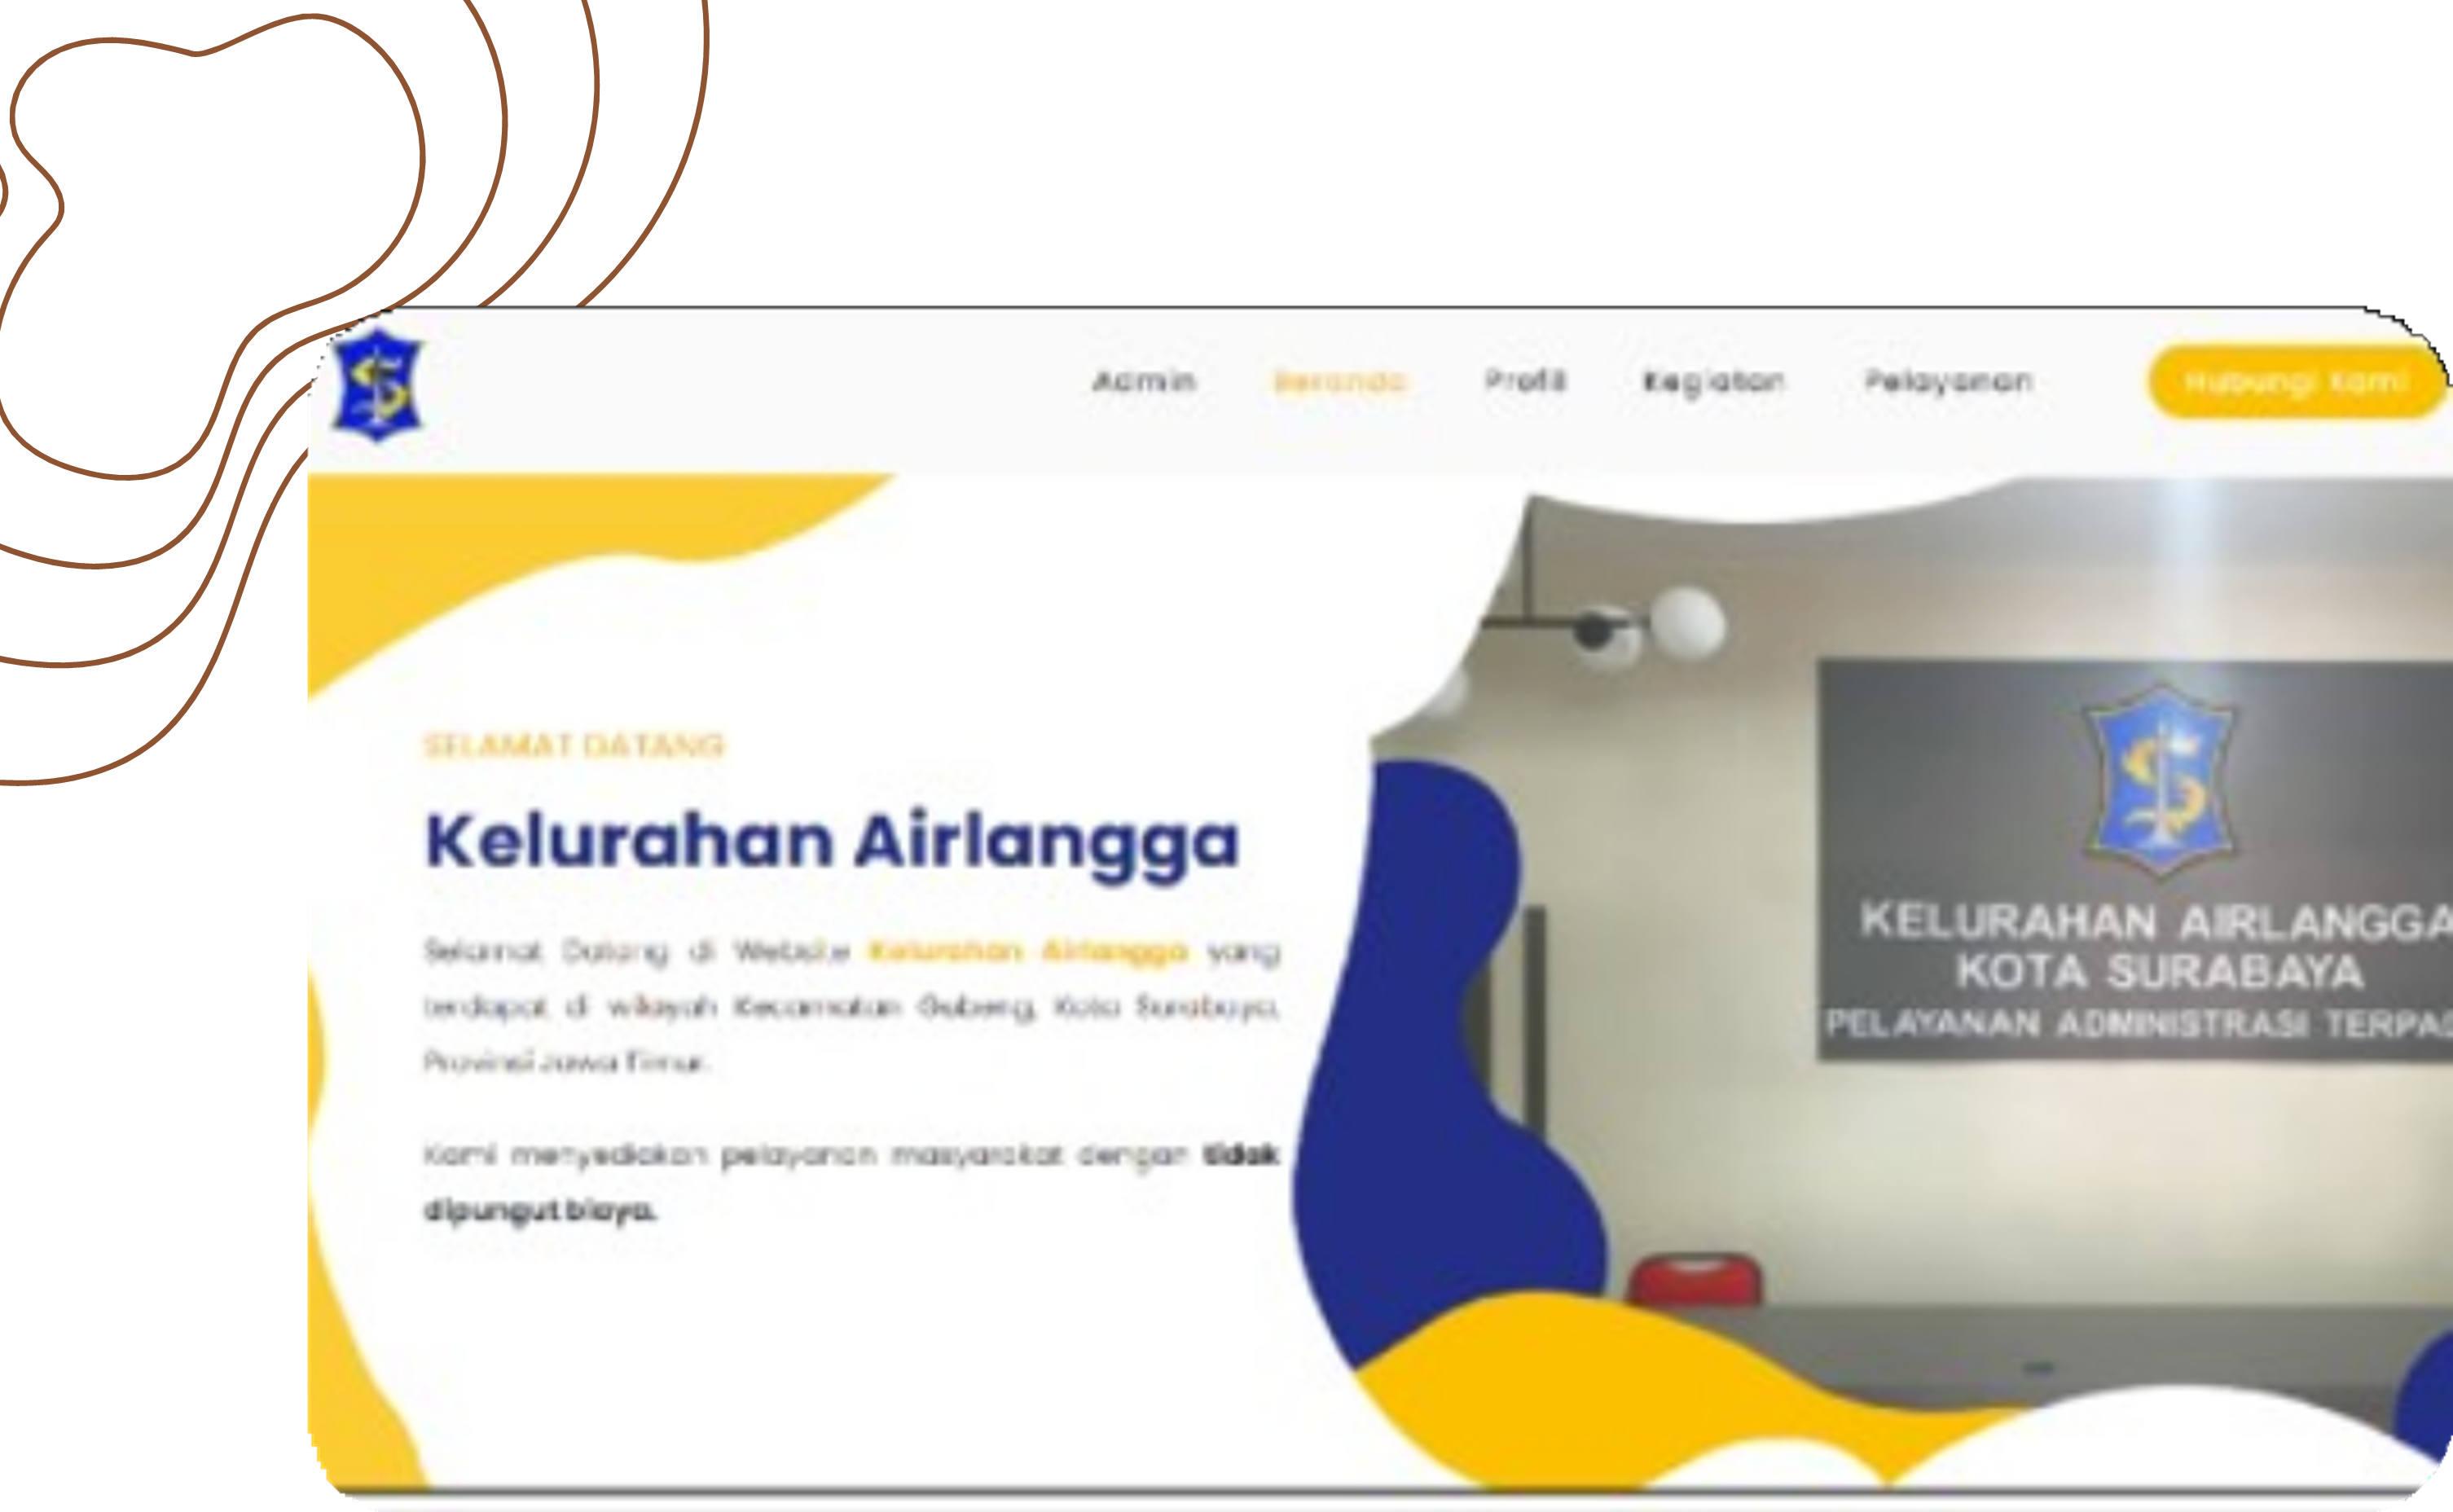 Admin Beranda Profil Kegiatan Pelayanan Hubungi Kami
SELAMAT DATANG
Kelurahan Airlangga
Selamat Datang di Website Kelurahan Airlangga yang
terdapat di wilayah Kecamatan Gubeng, Kota Surabaya,
Provinsi Jawa Timur.
Kami menyediakan pelayanan masyarakat dengan tidak
dipungut biaya.
KELURAHAN AIRLANGGA
KOTA SURABAYA
PELAYANAN ADMINISTRASI TERPA